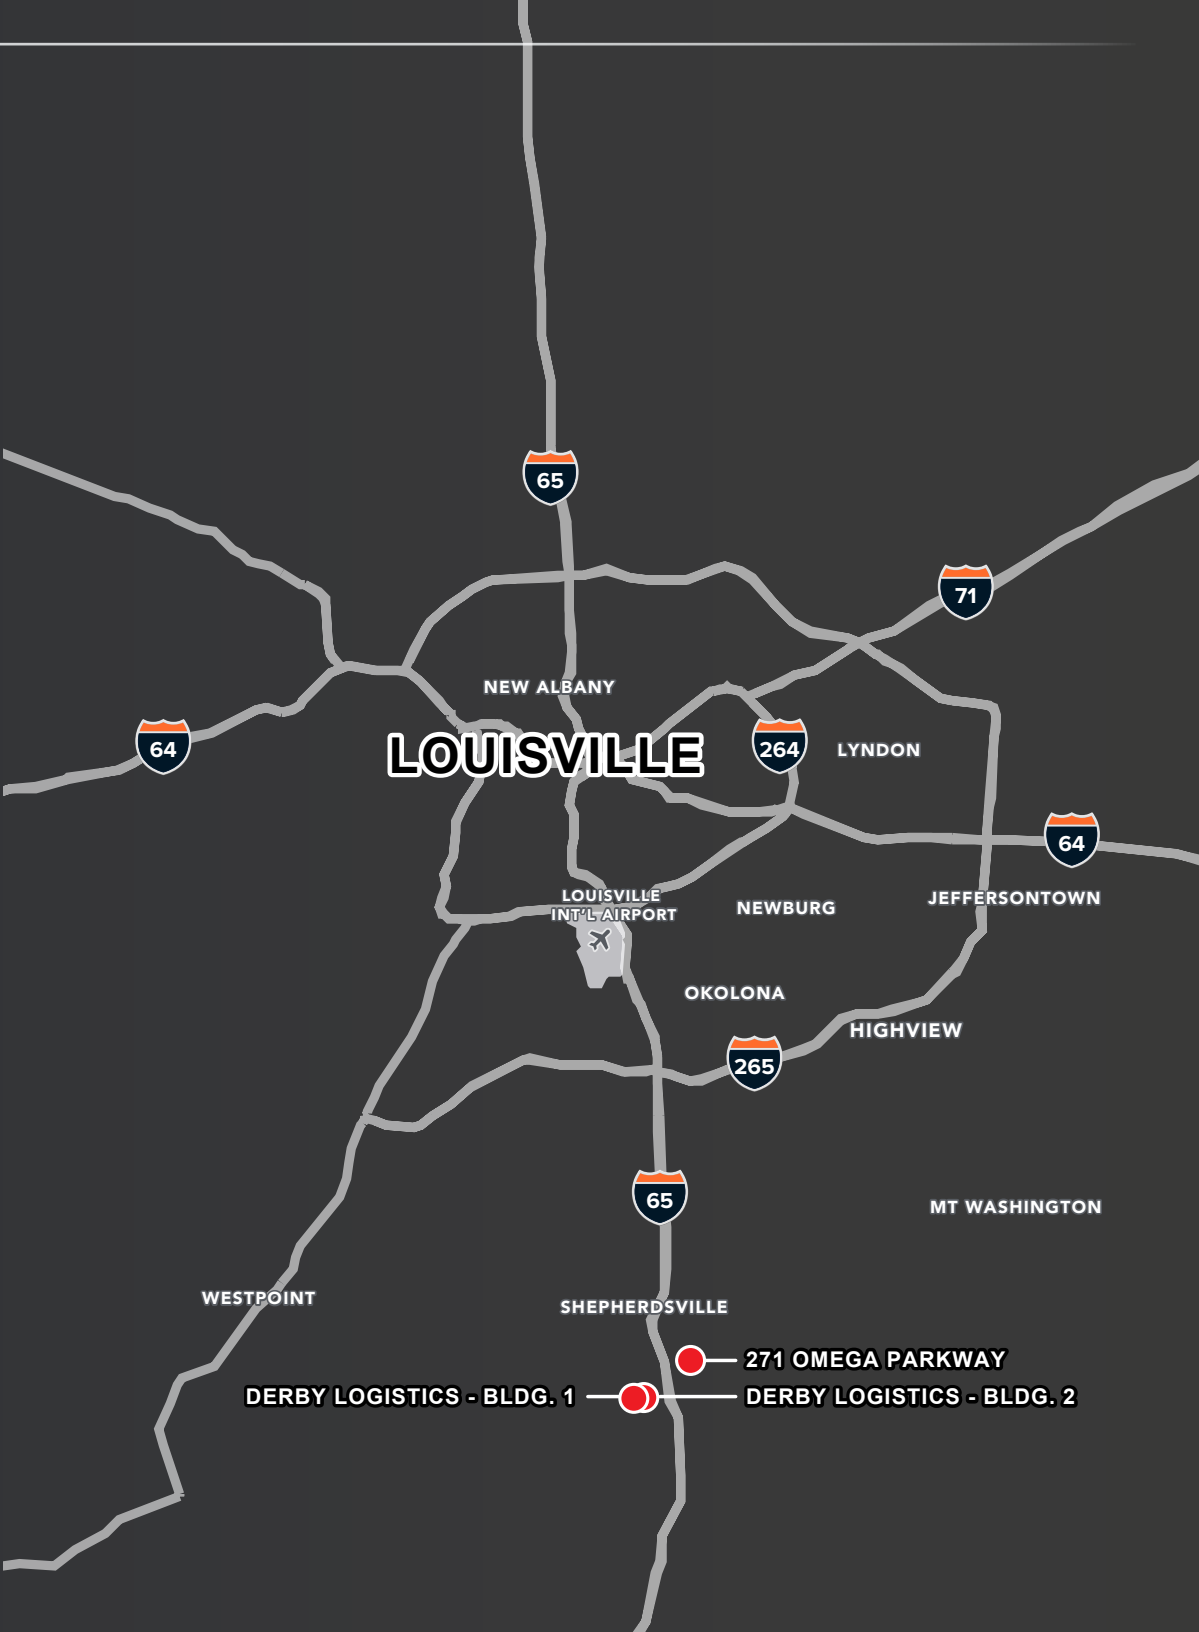 65
71
NEW ALBANY
64
LOUISVILLE
264
LYNDON
64
LOUISVILLE
INT'L AIRPORT
NEWBURG
JEFFERSONTOWN
OKOLONA
HIGHVIEW
265
65
MT WASHINGTON
WESTPOINT
SHEPHERDSVILLE
271 OMEGA PARKWAY
DERBY LOGISTICS - BLDG. 1
DERBY LOGISTICS - BLDG. 2